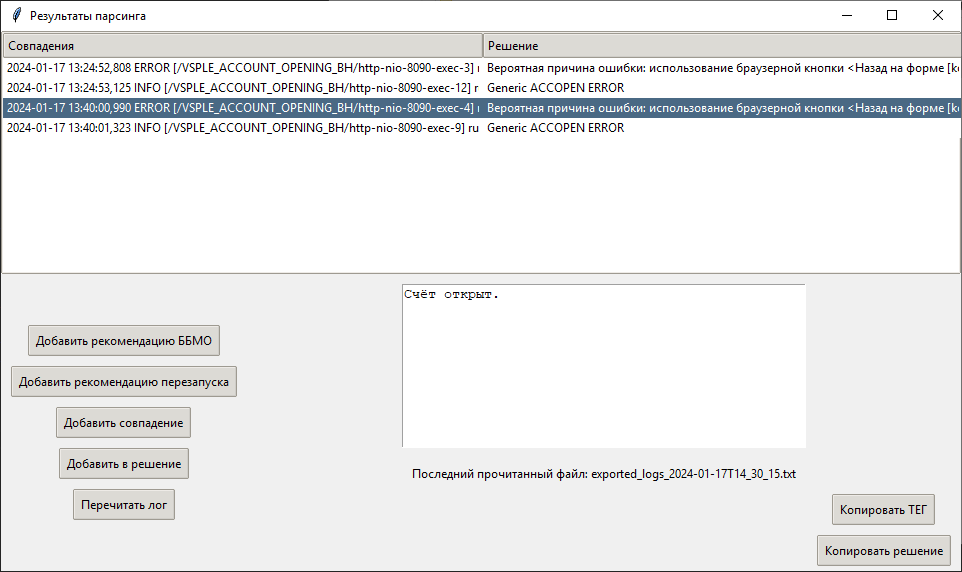 Результаты парсинга
Совпадения Решение
2024-01-17 13:24:52,808 ERROR [/VSPLE_ACCOUNT_OPENING_BH/http-nio-8090-exec-3] Вероятная причина ошибки: использование браузерной кнопки <Назад на форме
2024-01-17 13:24:53,125 INFO [/VSPLE_ACCOUNT_OPENING_BH/http-nio-8090-exec-12] Generic ACCOPEN ERROR
2024-01-17 13:40:00,990 ERROR [/VSPLE_ACCOUNT_OPENING_BH/http-nio-8090-exec-4] Вероятная причина ошибки: использование браузерной кнопки <Назад на форме
2024-01-17 13:40:01,323 INFO [/VSPLE_ACCOUNT_OPENING_BH/http-nio-8090-exec-9] ru Generic ACCOPEN ERROR
Счёт открыт.
Добавить рекомендацию ББМО
Добавить рекомендацию перезапуска
Добавить совпадение
Добавить в решение
Перечитать лог
Последний прочитанный файл: exported_logs_2024-01-17T14_30_15.txt
Копировать ТЕГ
Копировать решение